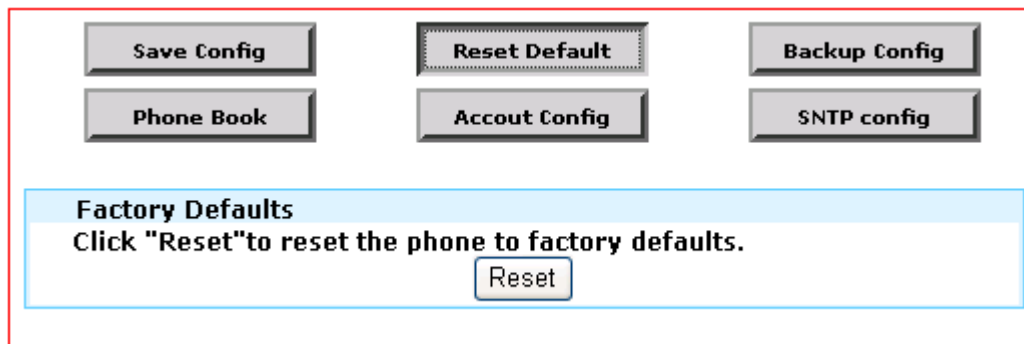 Save Config Reset Default Backup Config
Phone Book Accout Config SNTP config
Factory Defaults
Click "Reset"to reset the phone to factory defaults.
Reset